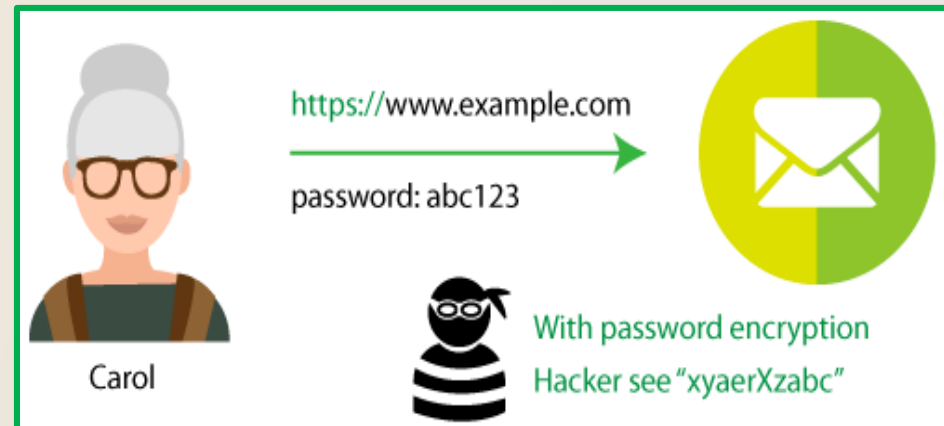 https://www.example.com
password: abc123
Carol
With password encryption
Hacker see “xyaerXzabc”